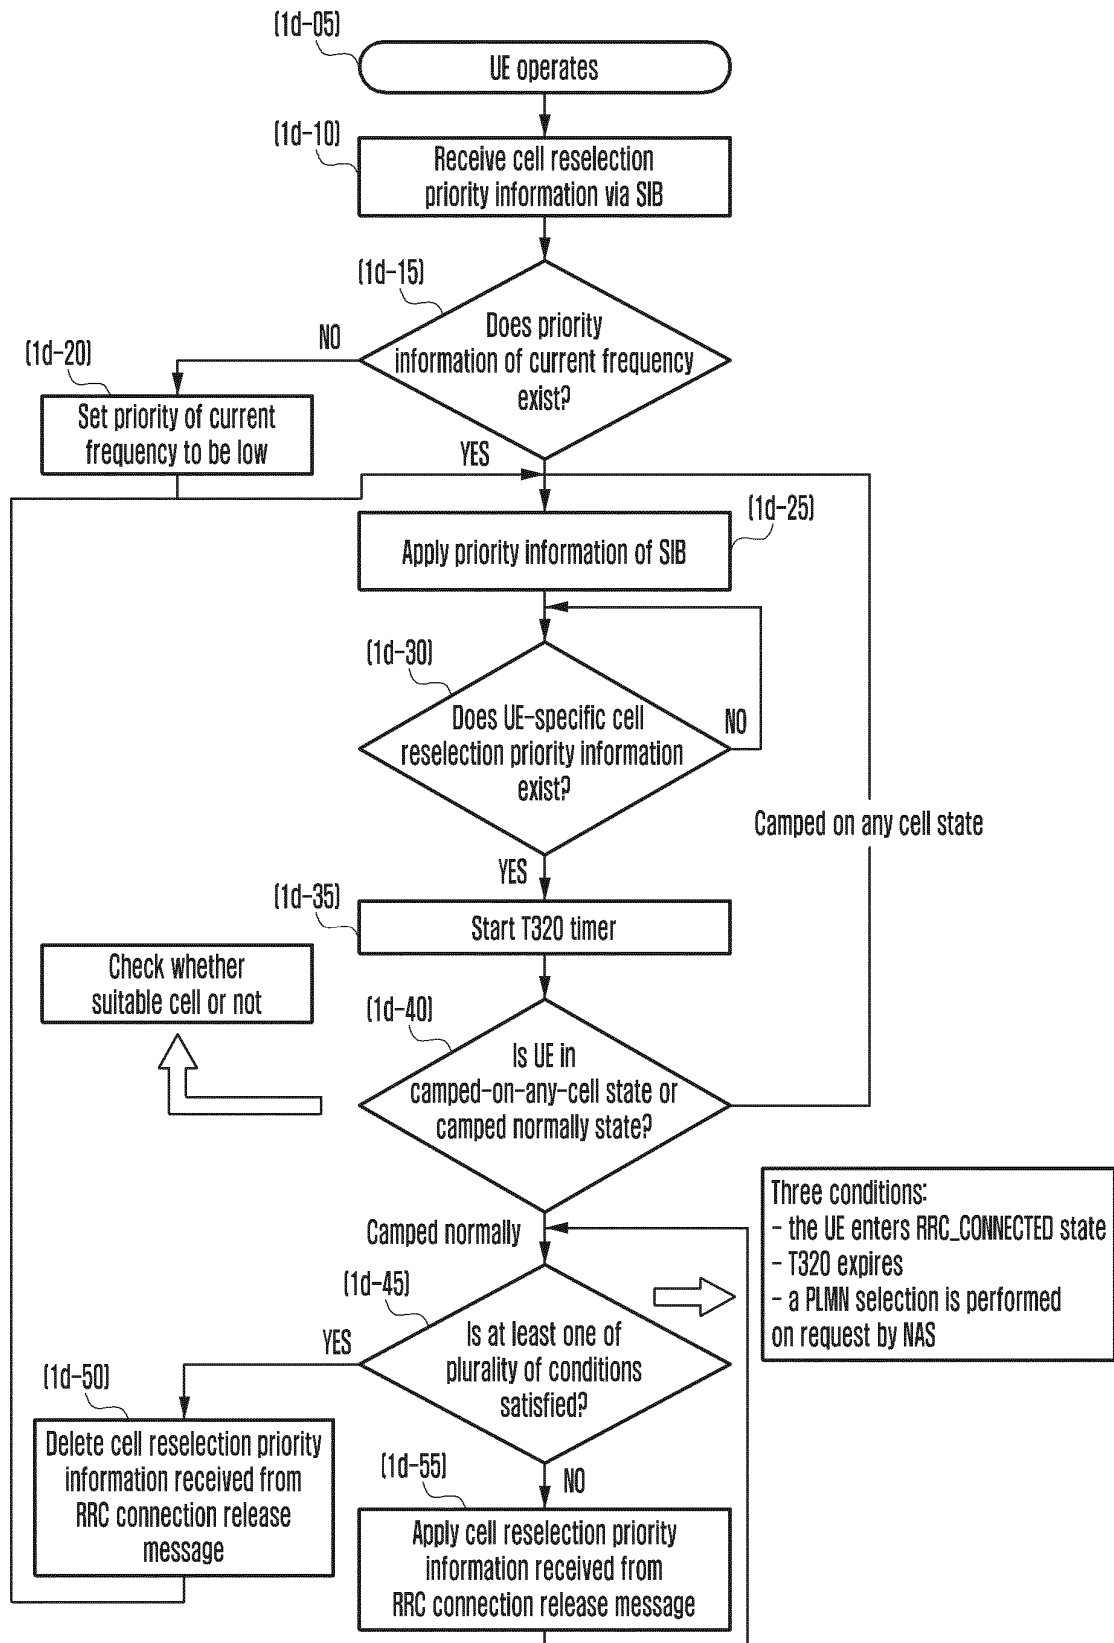 (1d-05)
UE operates
(1d-10)
Receive cell reselection
priority information via SIB
(1d-15)
Does priority
information of current frequency
exist?
NO
(1d-20)
Set priority of current
frequency to be low
YES
(1d-25)
Apply priority information of SIB
(1d-30)
Does UE-specific cell
reselection priority information
exist?
NO
Camped on any cell state
YES
(1d-35)
Start T320 timer
Check whether
suitable cell or not
(1d-40)
Is UE in
camped-on-any-cell state or
camped normally state?
Camped normally
Three conditions:
- the UE enters RRC_CONNECTED state
- T320 expires
- a PLMN selection is performed
on request by NAS
(1d-45)
Is at least one of
plurality of conditions
satisfied?
YES
(1d-50)
Delete cell reselection priority
information received from
RRC connection release
message
NO
(1d-55)
Apply cell reselection priority
information received from
RRC connection release message